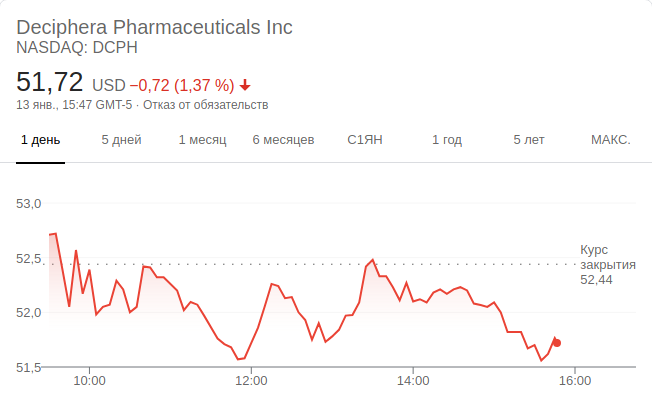 Deciphera Pharmaceuticals Inc
NASDAQ: DCPH
51,72 USD −0,72 (1,37 %)
13 янв., 15:47 GMT-5 · Отказ от обязательств
1 день 5 дней 1 месяц 6 месяцев С1ЯН 1 год 5 лет МАКС.
53,0
52,5
52,0
51,5
Курс
закрытия
52,44
10:00 12:00 14:00 16:00